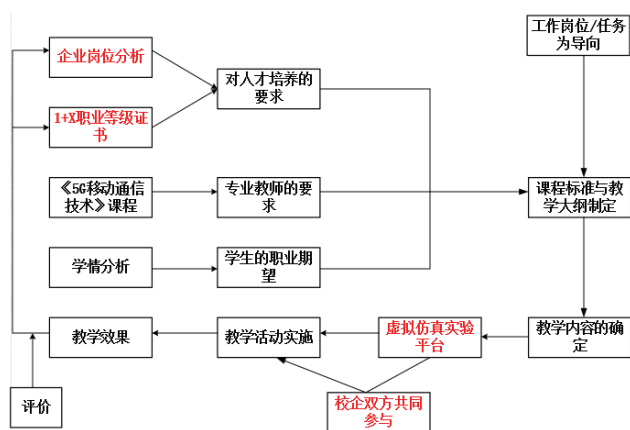 工作岗位/任务
为导向
企业岗位分析
对人才培养的
要求
1+X职业等级证
书
《5G移动通信
技术》课程
专业教师的要
求
课程标准与教
学大纲制定
学情分析
学生的职业期
望
教学效果
教学活动实施
虚拟仿真实验
平台
教学内容的确
定
评价
校企双方共同
参与